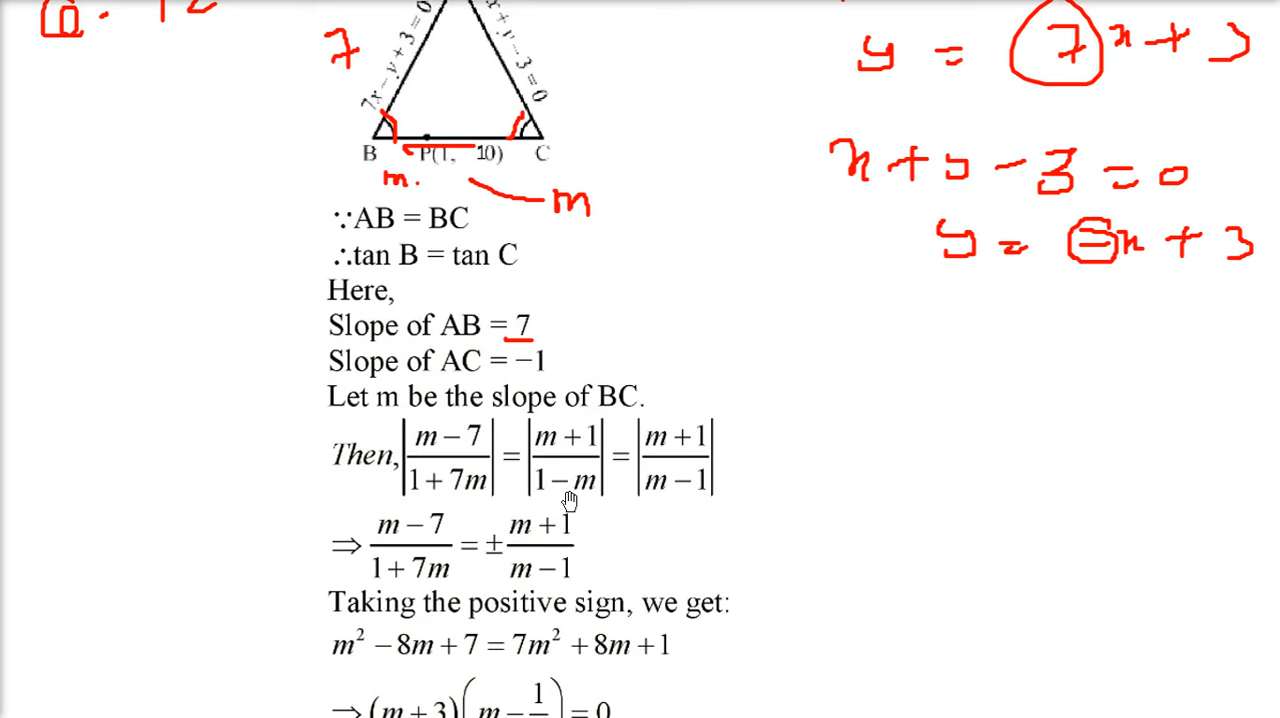 7
7x − y + 3 = 0
x + y − 3 = 0
B P(1, 10) C
m.
m
y = 7x + 3
x + y − 3 = 0
y = −x + 3
∵AB = BC
∴tan B = tan C
Here,
Slope of AB = 7
Slope of AC = −1
Let m be the slope of BC.
Then, |(m − 7)/(1 + 7m)| = |(m + 1)/(1 − m)| = |(m + 1)/(m − 1)|
⇒ (m − 7)/(1 + 7m) = ± (m + 1)/(m − 1)
Taking the positive sign, we get:
m² − 8m + 7 = 7m² + 8m + 1
⇒ (m + 3)(m − 1